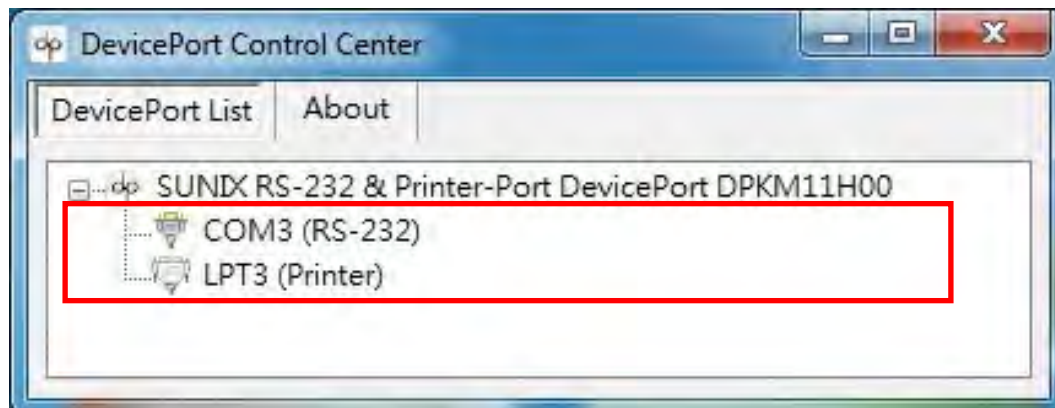 DevicePort Control Center
DevicePort List About
SUNIX RS-232 & Printer-Port DevicePort DPKM11H00
COM3 (RS-232)
LPT3 (Printer)